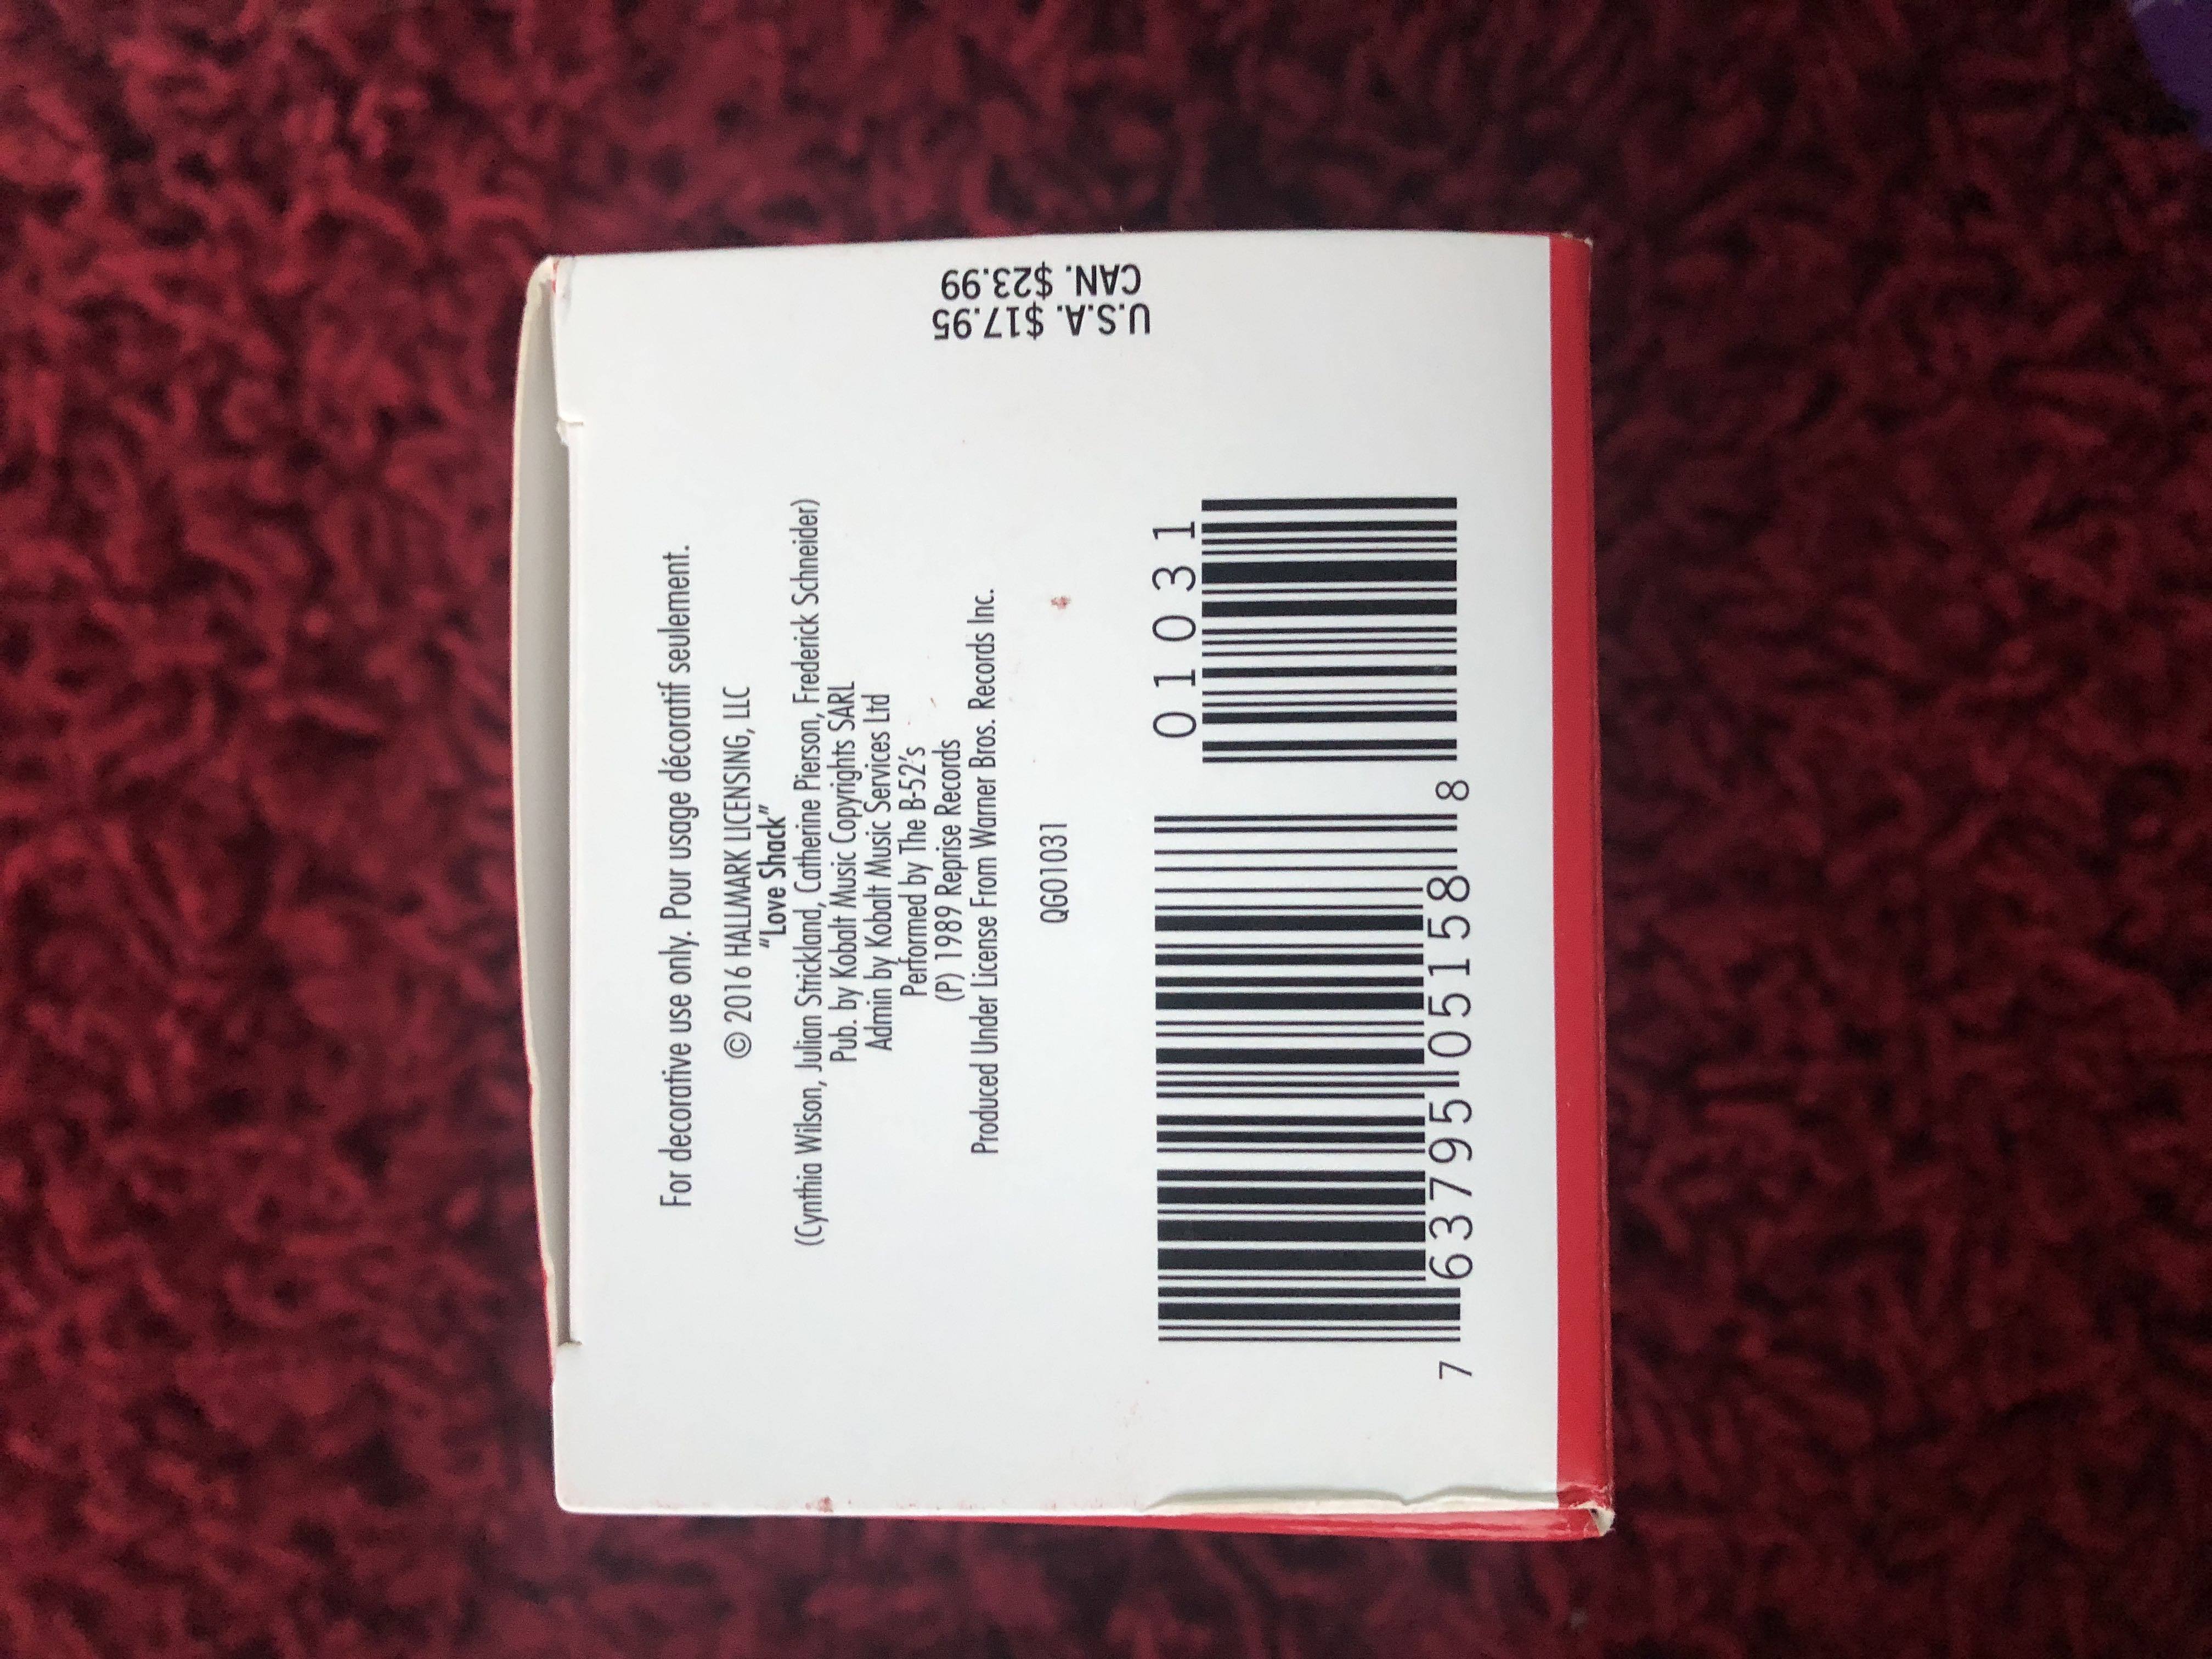 For decorative use only. Pour usage décoratif seulement.
© 2016 HALLMARK LICENSING, LLC
“Love Shack”
(Cynthia Wilson, Julian Strickland, Catherine Pierson, Frederick Schneider)
Pub. by Kobalt Music Copyrights SARL
Admin by Kobalt Music Services Ltd
Performed by The B-52’s
(P) 1989 Reprise Records
Produced Under License From Warner Bros. Records Inc.
QGO1031
01031
7 63795 05158 8
U.S.A. $17.95
CAN. $23.99